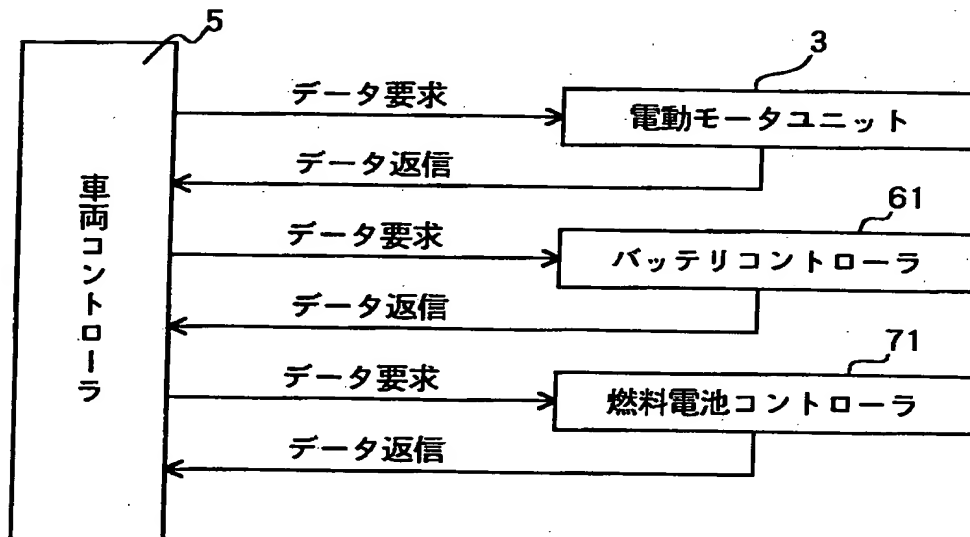 5
車両コントローラ
3
データ要求
電動モータユニット
データ返信
61
データ要求
バッテリコントローラ
データ返信
71
データ要求
燃料電池コントローラ
データ返信